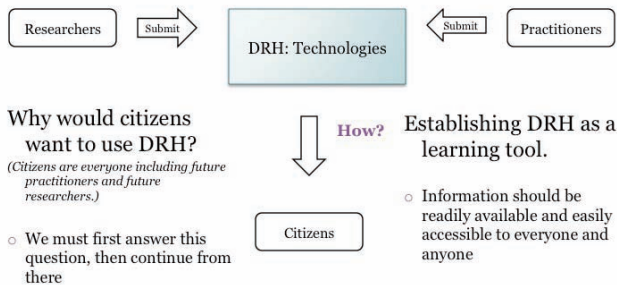 Researchers
Submit
DRH: Technologies
Submit
Practitioners
How?
Why would citizens
want to use DRH?
(Citizens are everyone including future
practitioners and future
researchers.)
○ We must first answer this
question, then continue from
there
Citizens
Establishing DRH as a
learning tool.
○ Information should be
readily available and easily
accessible to everyone and
anyone